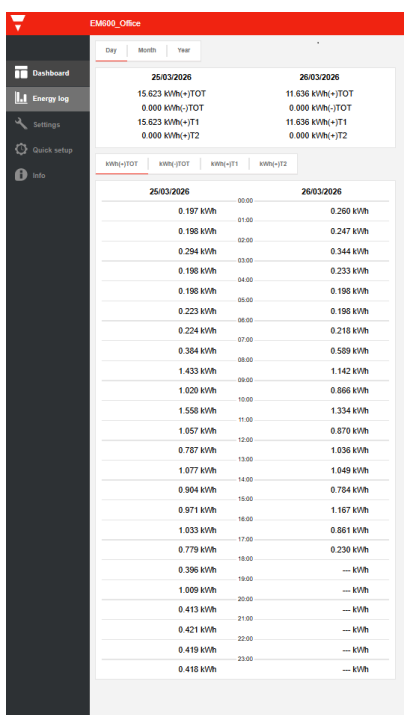 EM600_Office
Dashboard
Energy log
Settings
Quick setup
Info
Day Month Year
25/03/2026 26/03/2026
15.623 kWh(+)TOT 11.636 kWh(+)TOT
0.000 kWh(-)TOT 0.000 kWh(-)TOT
15.623 kWh(+)T1 11.636 kWh(+)T1
0.000 kWh(+)T2 0.000 kWh(+)T2
kWh(+)TOT kWh(-)TOT kWh(+)T1 kWh(+)T2
25/03/2026 26/03/2026
00:00
0.197 kWh 0.260 kWh
01:00
0.198 kWh 0.247 kWh
02:00
0.294 kWh 0.344 kWh
03:00
0.198 kWh 0.233 kWh
04:00
0.198 kWh 0.198 kWh
05:00
0.223 kWh 0.198 kWh
06:00
0.224 kWh 0.218 kWh
07:00
0.384 kWh 0.589 kWh
08:00
1.433 kWh 1.142 kWh
09:00
1.020 kWh 0.866 kWh
10:00
1.558 kWh 1.334 kWh
11:00
1.057 kWh 0.870 kWh
12:00
0.787 kWh 1.036 kWh
13:00
1.077 kWh 1.049 kWh
14:00
0.904 kWh 0.784 kWh
15:00
0.971 kWh 1.167 kWh
16:00
1.033 kWh 0.861 kWh
17:00
0.779 kWh 0.230 kWh
18:00
0.396 kWh --- kWh
19:00
1.009 kWh --- kWh
20:00
0.413 kWh --- kWh
21:00
0.421 kWh --- kWh
22:00
0.419 kWh --- kWh
23:00
0.418 kWh --- kWh